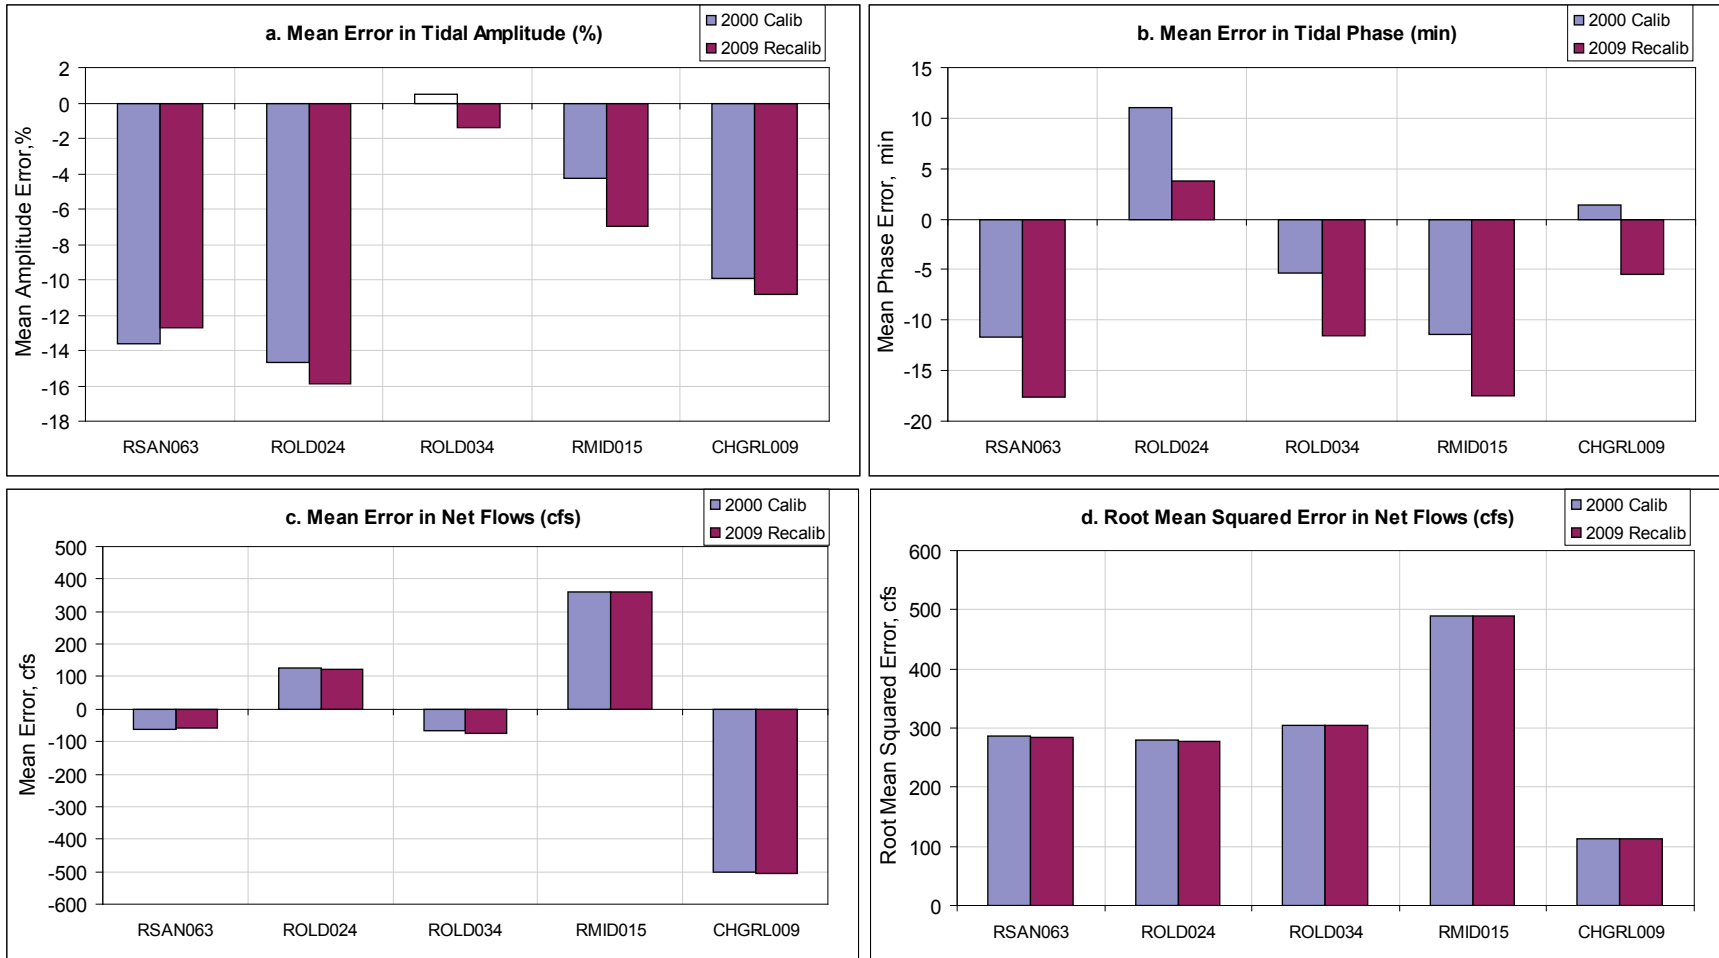 a. Mean Error in Tidal Amplitude (%)
2000 Calib
2009 Recalib
Mean Amplitude Error,%
2
0
-2
-4
-6
-8
-10
-12
-14
-16
-18
RSAN063 ROLD024 ROLD034 RMID015 CHGRL009
b. Mean Error in Tidal Phase (min)
2000 Calib
2009 Recalib
Mean Phase Error, min
15
10
5
0
-5
-10
-15
-20
RSAN063 ROLD024 ROLD034 RMID015 CHGRL009
c. Mean Error in Net Flows (cfs)
2000 Calib
2009 Recalib
Mean Error, cfs
500
400
300
200
100
0
-100
-200
-300
-400
-500
-600
RSAN063 ROLD024 ROLD034 RMID015 CHGRL009
d. Root Mean Squared Error in Net Flows (cfs)
2000 Calib
2009 Recalib
Root Mean Squared Error, cfs
600
500
400
300
200
100
0
RSAN063 ROLD024 ROLD034 RMID015 CHGRL009